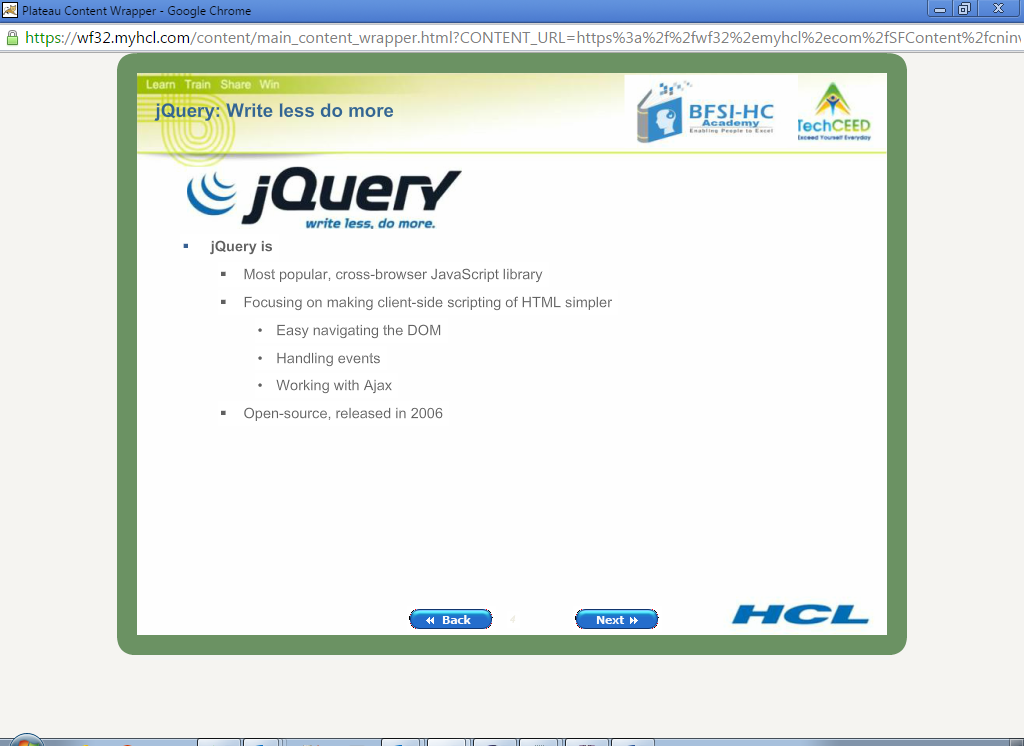 Plateau Content Wrapper - Google Chrome
https://wf32.myhcl.com/content/main_content_wrapper.html?CONTENT_URL=https%3a%2f%2fwf32%2emyhcl%2ecom%2fSFContent%2fcninv
Learn Train Share Win
jQuery: Write less do more
BFSI-HC
Academy
Enabling People to Excel
TechCEED
Exceed Yourself Everyday
jQuery
write less, do more.
▪ jQuery is
▪ Most popular, cross-browser JavaScript library
▪ Focusing on making client-side scripting of HTML simpler
• Easy navigating the DOM
• Handling events
• Working with Ajax
▪ Open-source, released in 2006
Back
Next
HCL